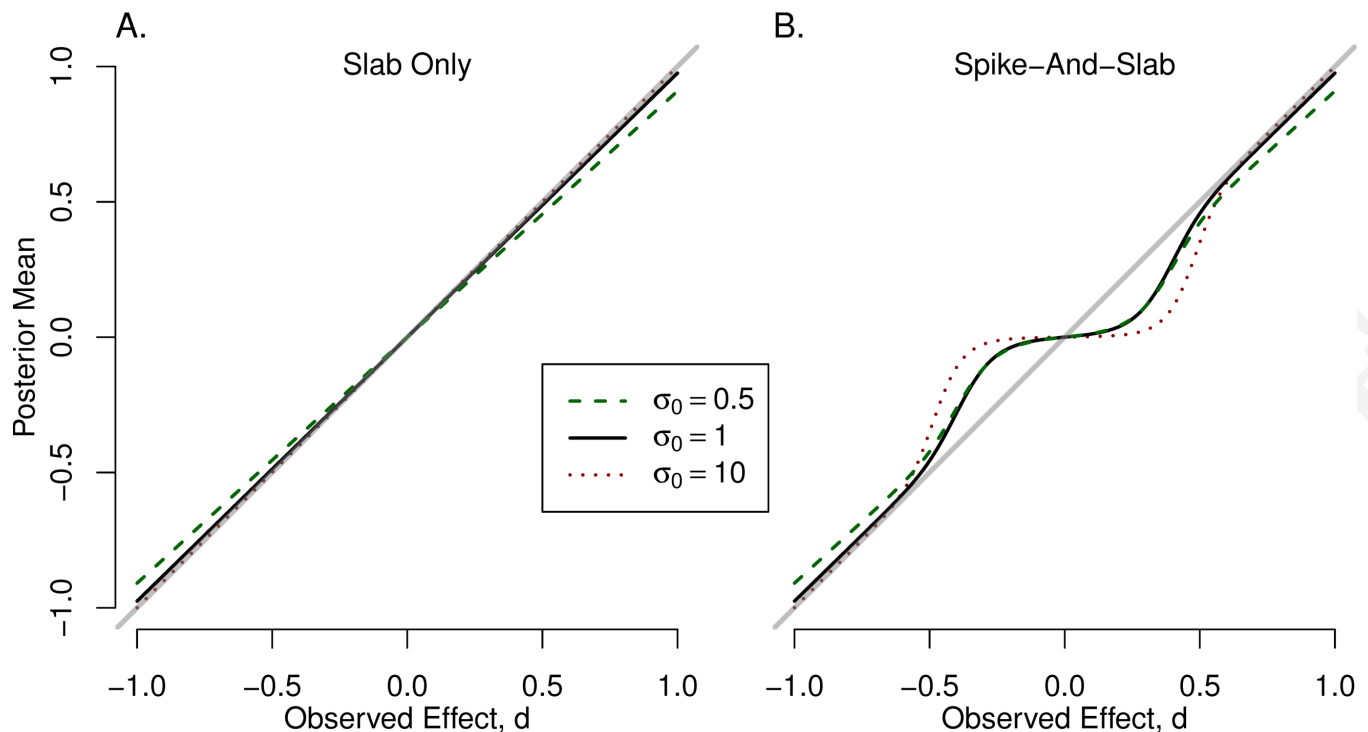 A.
Slab Only
1.0
0.5
0.0
−0.5
−1.0
Posterior Mean
−1.0 −0.5 0.0 0.5 1.0
Observed Effect, d
σ0 = 0.5
σ0 = 1
σ0 = 10
B.
Spike−And−Slab
−1.0 −0.5 0.0 0.5 1.0
Observed Effect, d